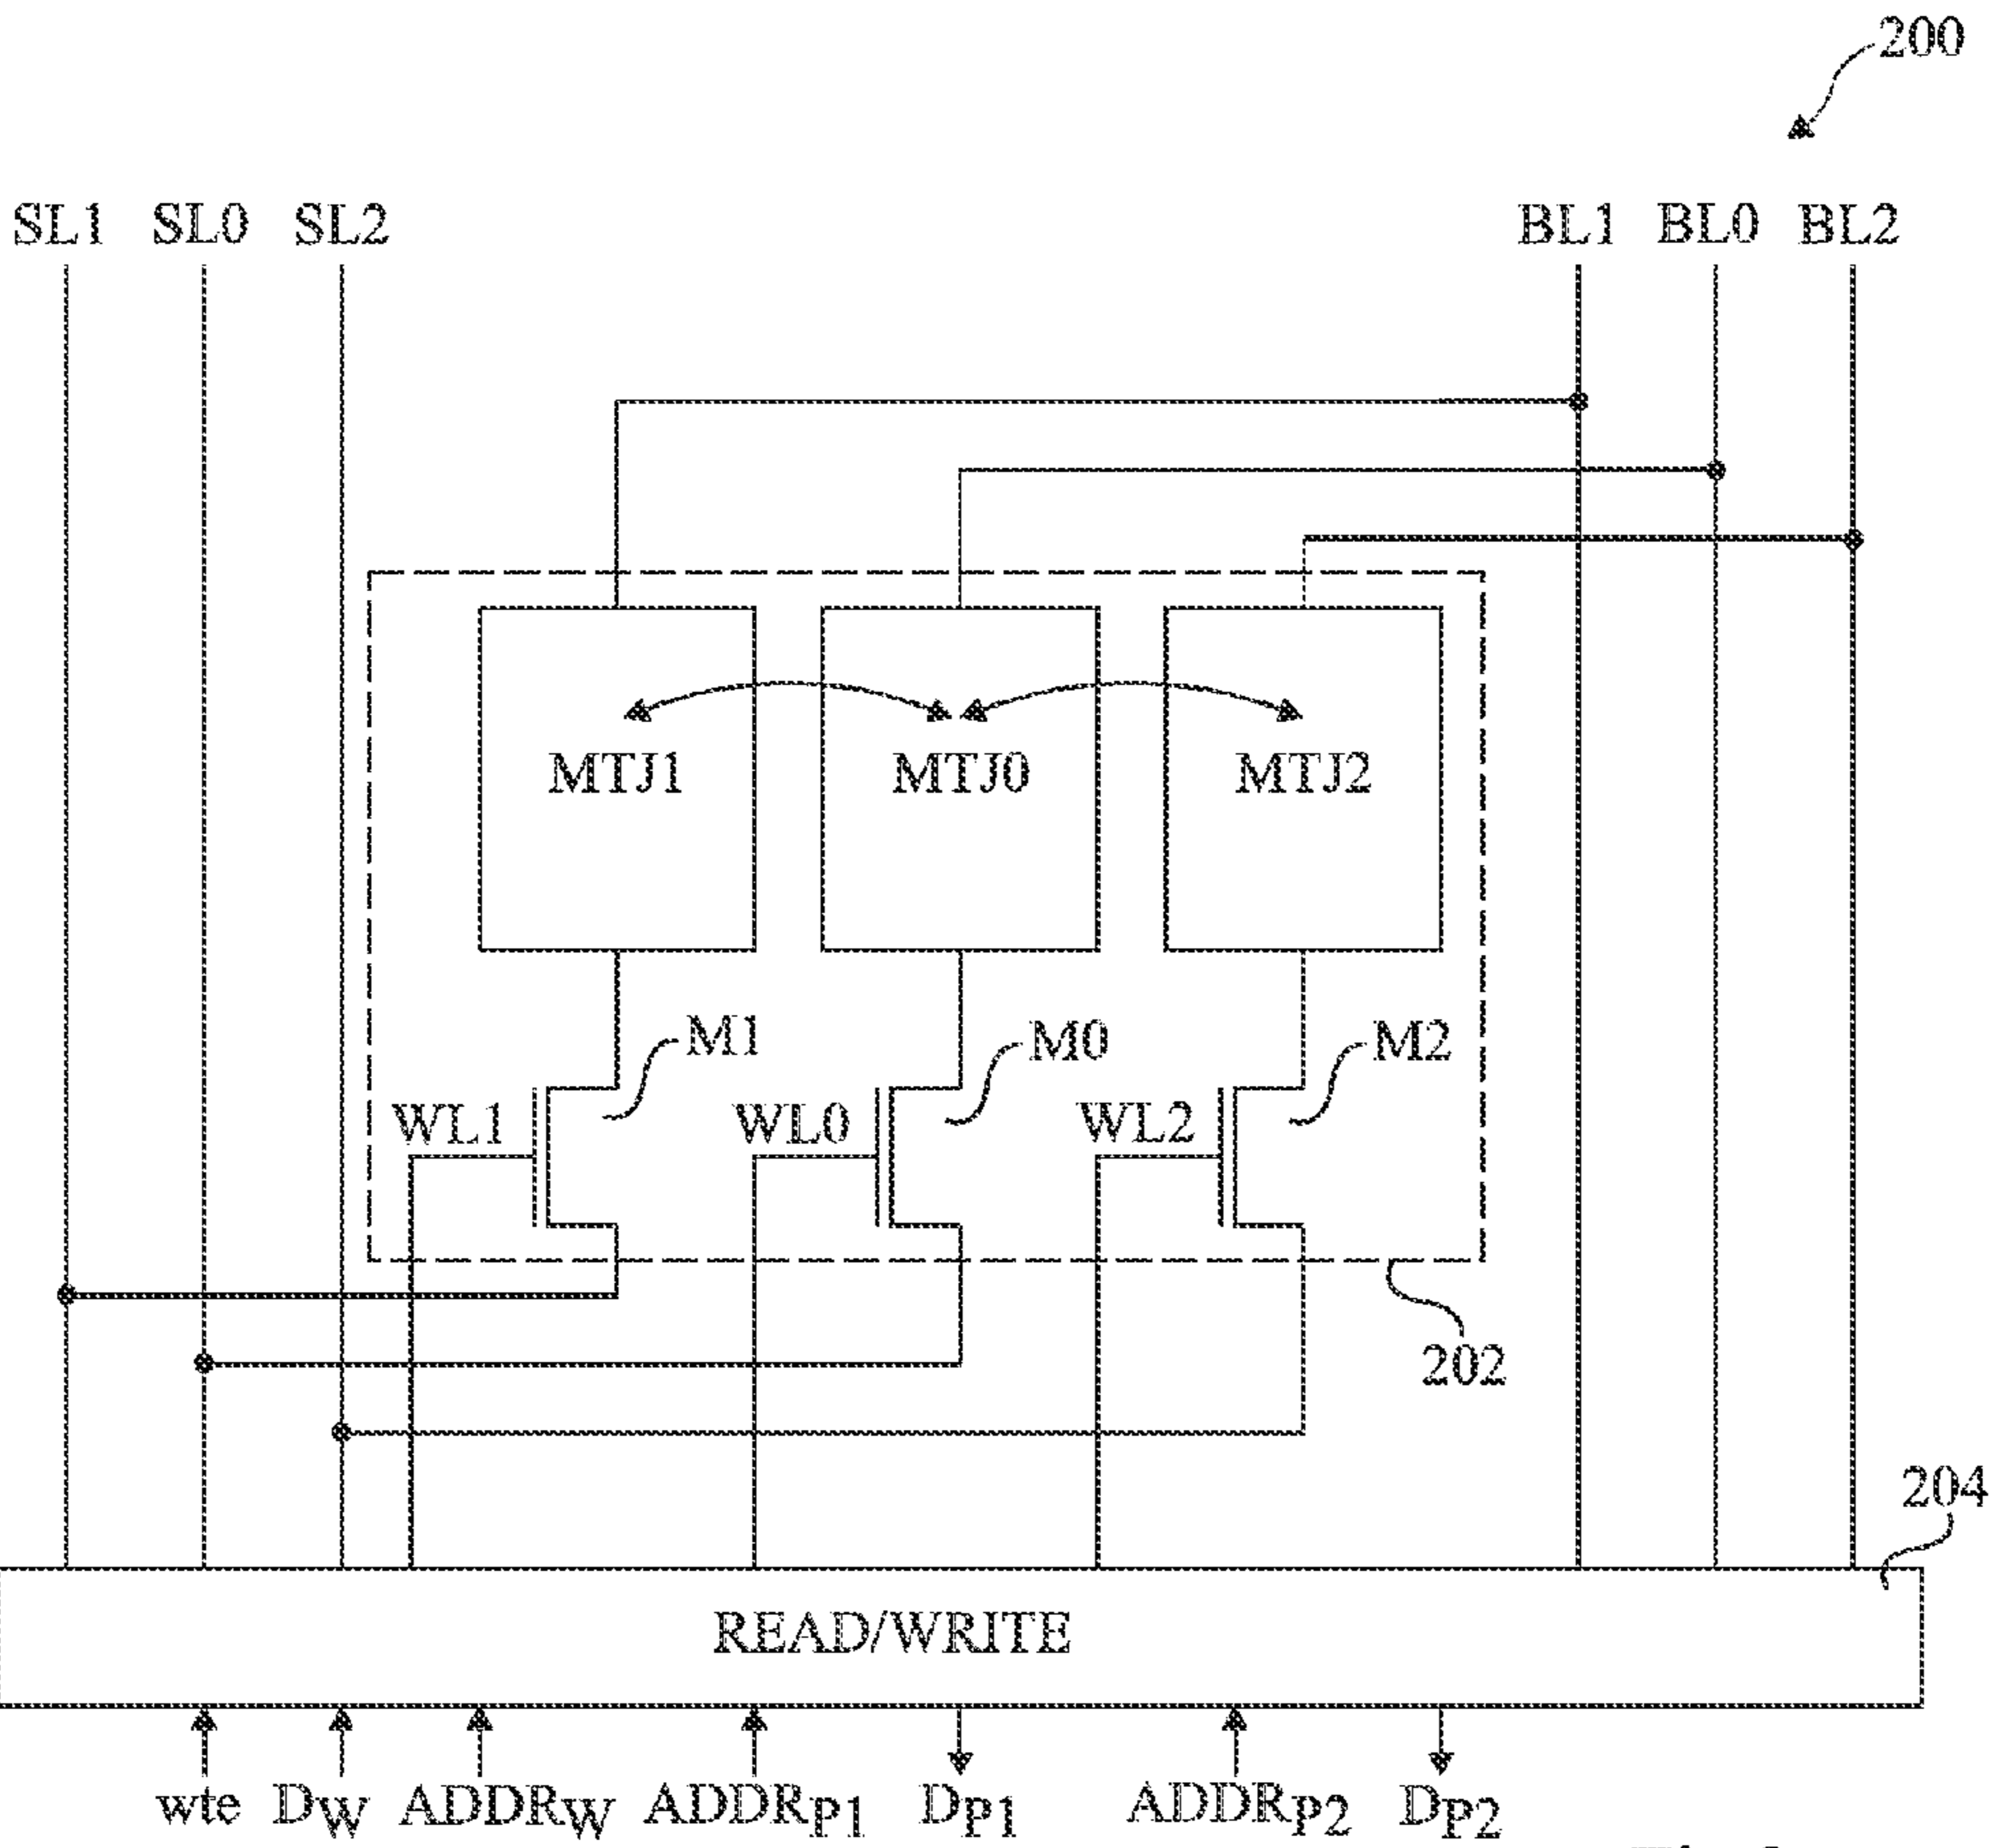 200
SL1 SL0 SL2 BL1 BL0 BL2
MTJ1 MTJ0 MTJ2
M1 M0 M2
WL1 WL0 WL2
202
204
READ/WRITE
wte DW ADDRW ADDRP1 DP1 ADDRP2 DP2